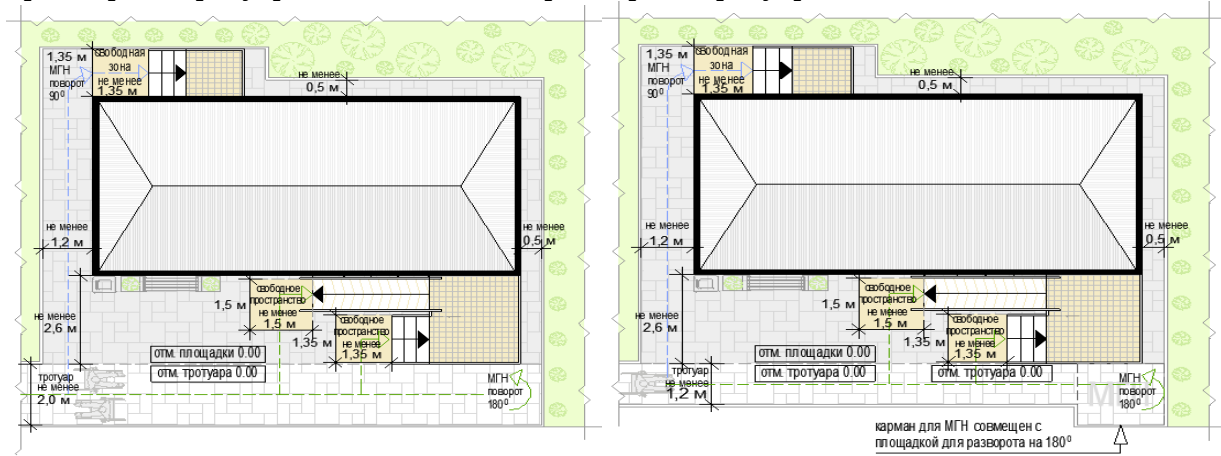 1,35 м
МГН
поворот
90⁰
свободная
зона
не менее
1,35 м
не менее
0,5 м
не менее
1,2 м
не менее
0,5 м
не менее
2,6 м
1,5 м
свободное
пространство
не менее
1,5 м
1,35 м
свободное
пространство
не менее
1,35 м
отм. площадки 0.00
отм. тротуара 0.00
тротуар
не менее
2,0 м
МГН
поворот
180⁰
1,35 м
МГН
поворот
90⁰
свободная
зона
не менее
1,35 м
не менее
0,5 м
не менее
1,2 м
не менее
0,5 м
не менее
2,6 м
1,5 м
свободное
пространство
не менее
1,5 м
1,35 м
свободное
пространство
не менее
1,35 м
отм. площадки 0.00
отм. тротуара 0.00
отм. тротуара 0.00
тротуар
не менее
1,2 м
МГН
поворот
180⁰
карман для МГН совмещен с
площадкой для разворота на 180⁰